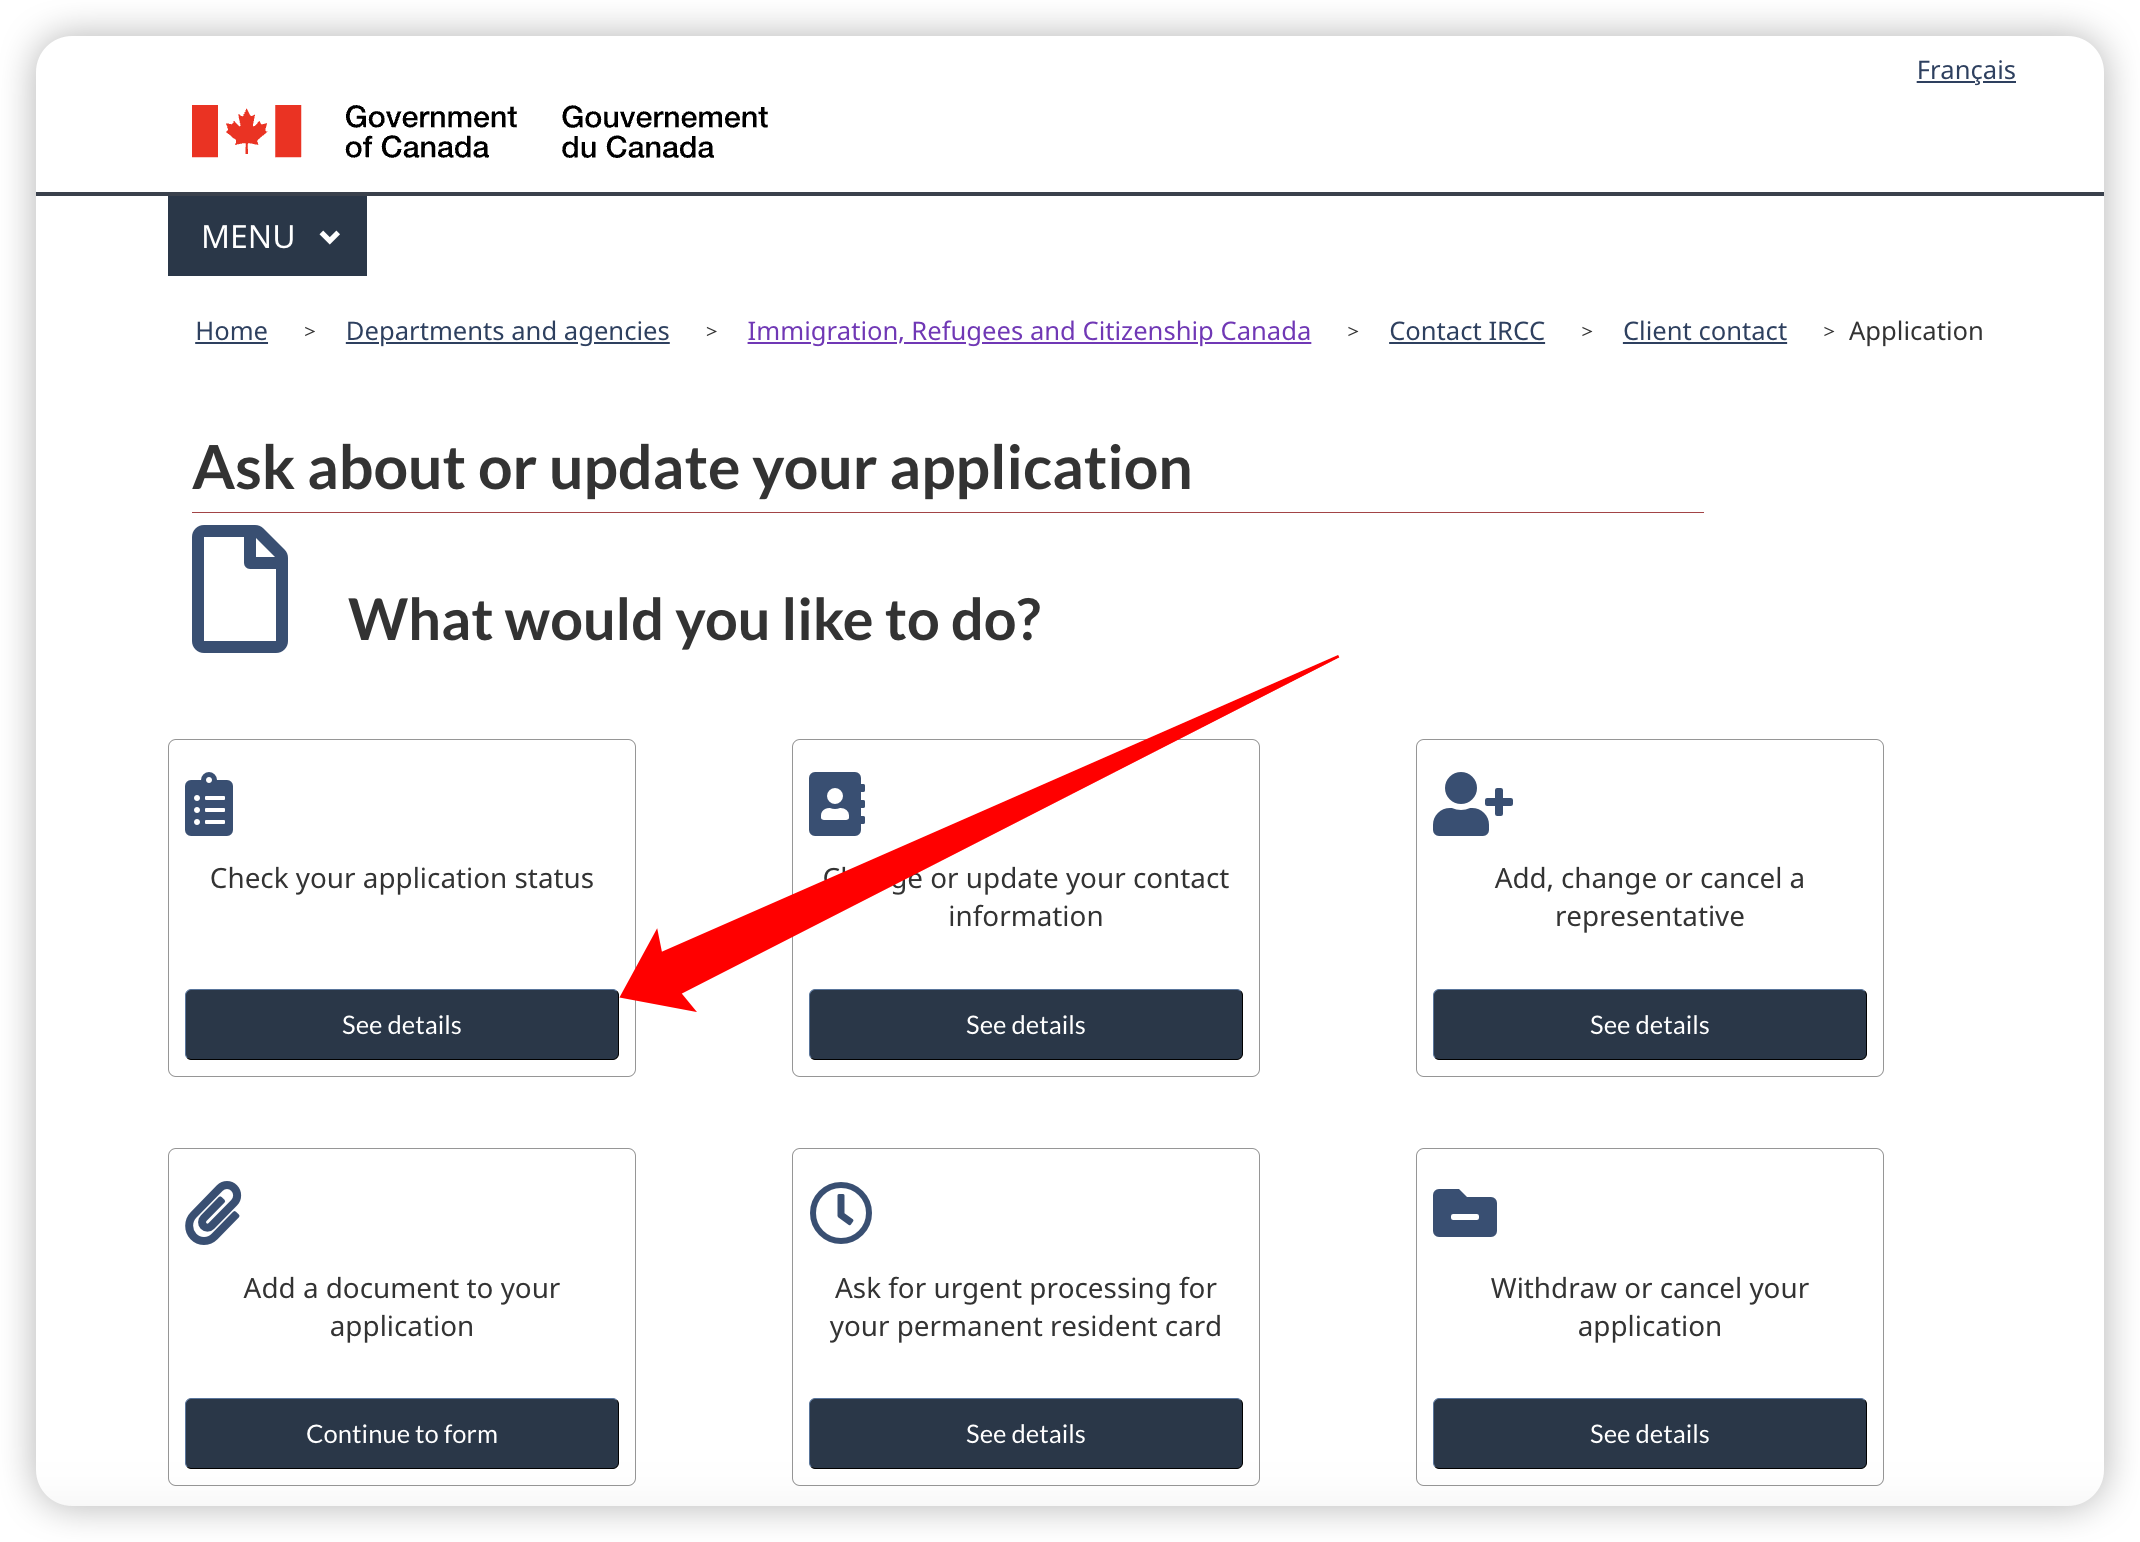 Français
Government of Canada
Gouvernement du Canada
MENU
Home > Departments and agencies > Immigration, Refugees and Citizenship Canada > Contact IRCC > Client contact > Application
Ask about or update your application
What would you like to do?
Check your application status
See details
or update your contact
information
See details
Add, change or cancel a
representative
See details
Add a document to your
application
Continue to form
Ask for urgent processing for
your permanent resident card
See details
Withdraw or cancel your
application
See details